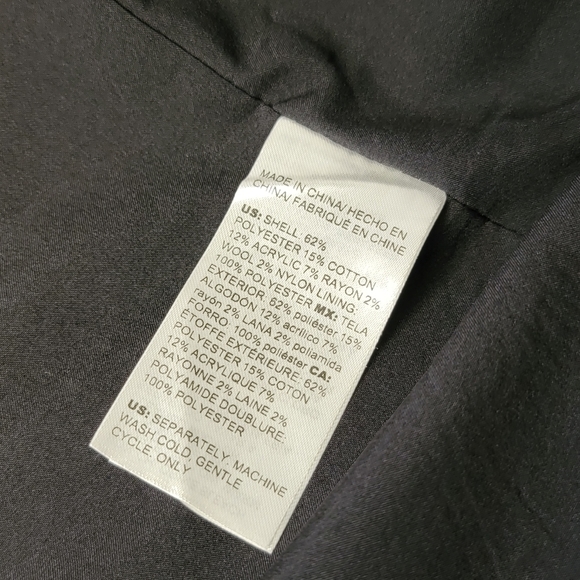 MADE IN CHINA/ HECHO EN
CHINA/ FABRIQUÉ EN CHINE
US: SHELL: 62%
POLYESTER 15% COTTON
12% ACRYLIC 7% RAYON 2%
WOOL 2% NYLON LINING:
100% POLYESTER MX: TELA
EXTERIOR: 62% poliéster 15%
ALGODÓN 12% acrílico 7%
rayón 2% LANA 2% poliamida
FORRO: 100% poliéster CA:
ÉTOFFE EXTÉRIEURE: 62%
POLYESTER 15% COTON
12% ACRYLIQUE 7%
RAYONNE 2% LAINE 2%
POLYAMIDE DOUBLURE:
100% POLYESTER
US: SEPARATELY, MACHINE
WASH COLD, GENTLE
CYCLE, ONLY